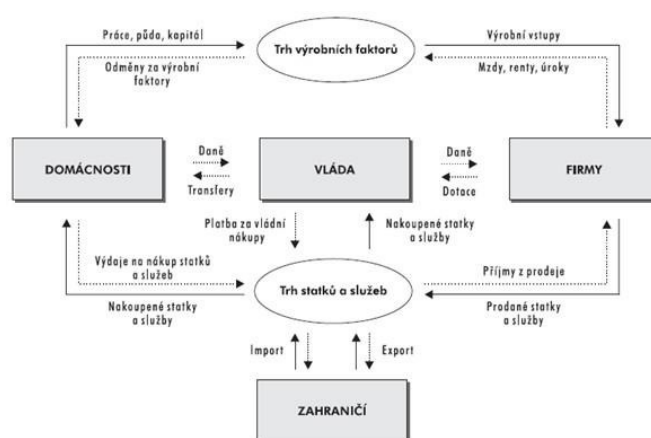 Práce, půda, kapitál
Trh výrobních faktorů
Výrobní vstupy
Odměny za výrobní
faktory
Mzdy, renty, úroky
DOMÁCNOSTI
Daně
Transfery
VLÁDA
Daně
Dotace
FIRMY
Platba za vládní
nákupy
Nakoupené statky
a služby
Výdaje na nákup statků
a služeb
Příjmy z prodeje
Trh statků a služeb
Nakoupené statky
a služby
Prodané statky
a služby
Import
Export
ZAHRANIČÍ